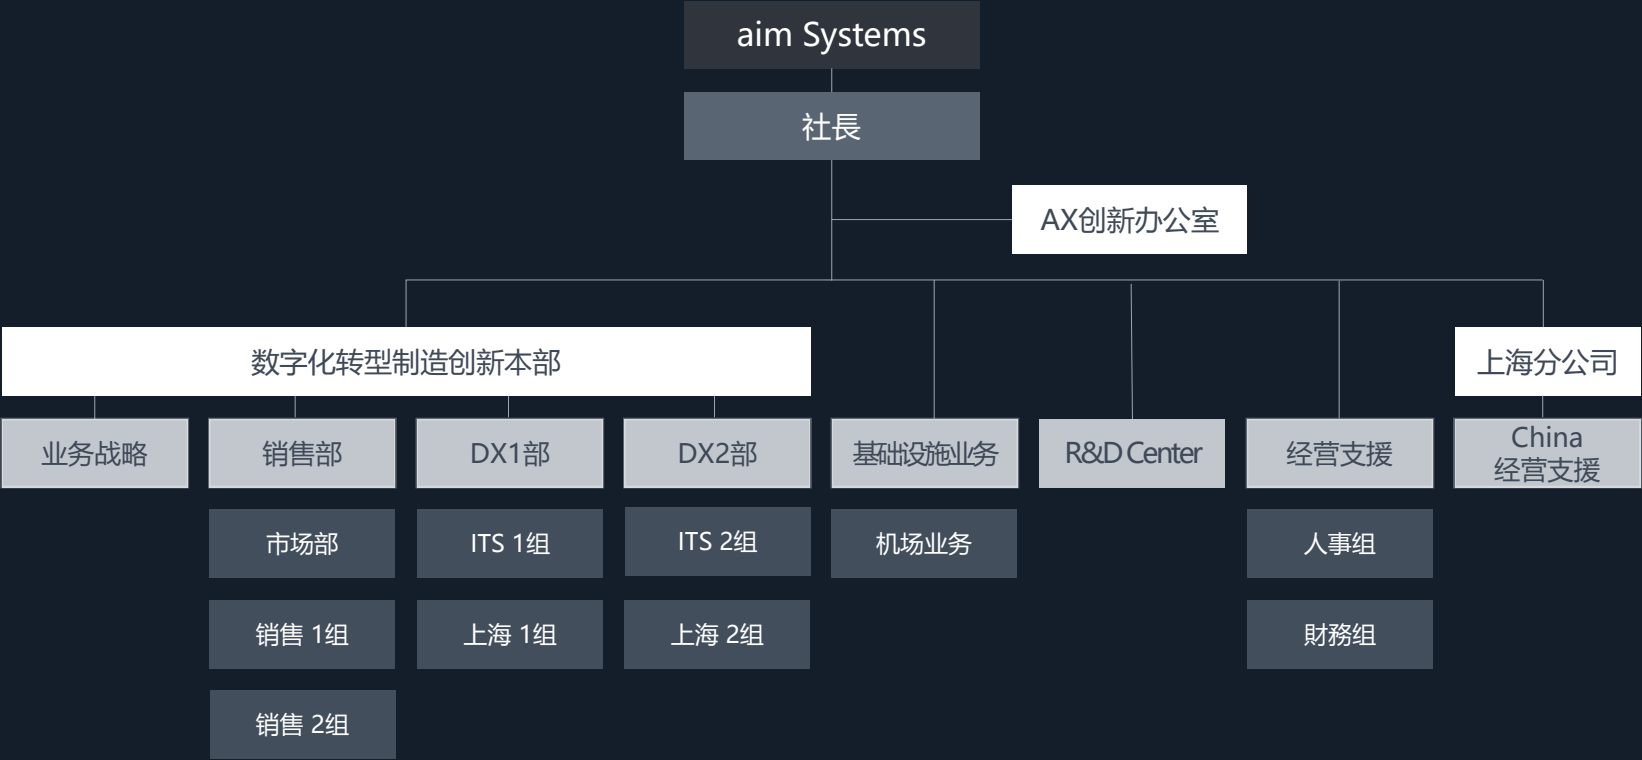 aim Systems
社長
AX创新办公室
数字化转型制造创新本部
上海分公司
业务战略
销售部
DX1部
DX2部
基础设施业务
R&D Center
经营支援
China
经营支援
市场部
ITS 1组
ITS 2组
机场业务
人事组
销售 1组
上海 1组
上海 2组
財務组
销售 2组